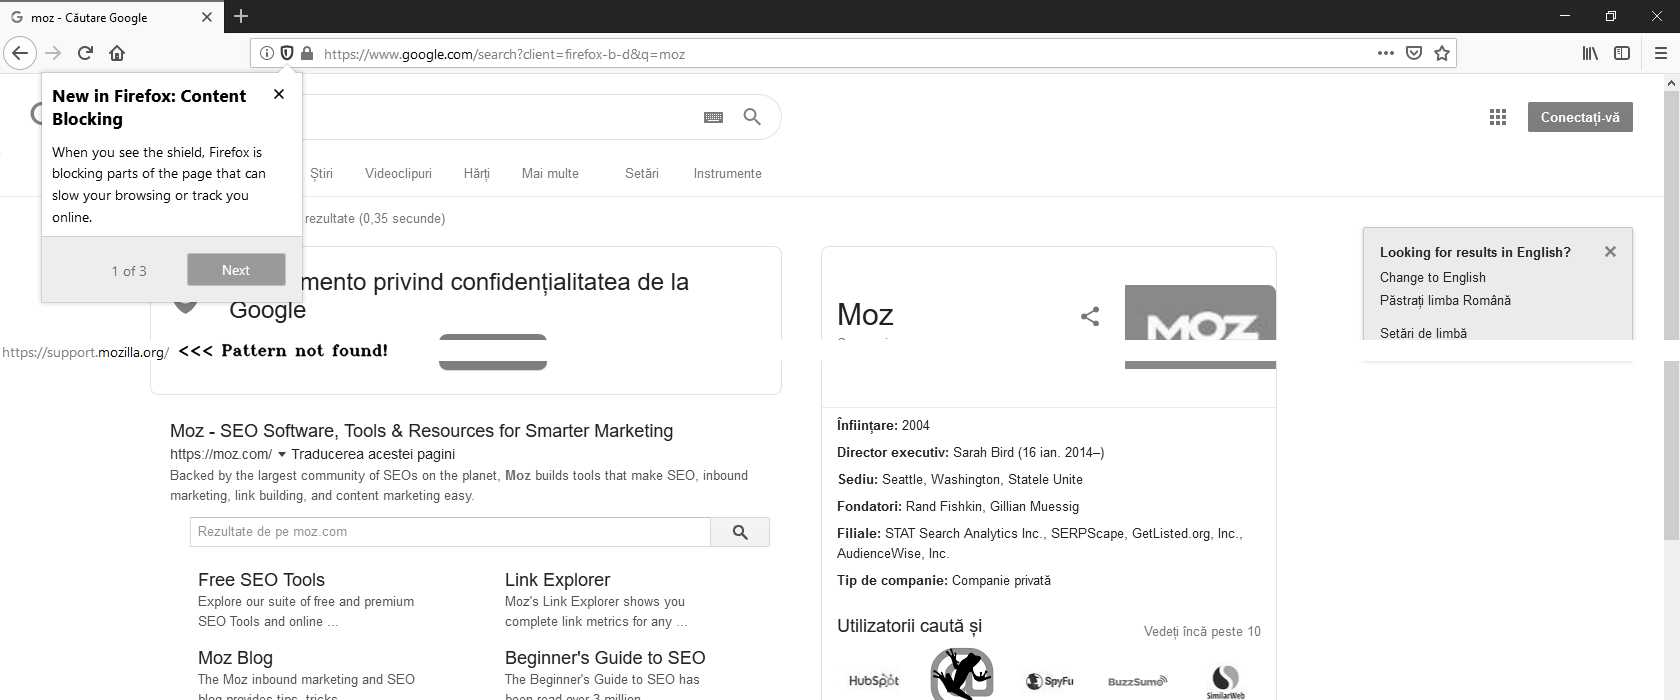 moz - Căutare Google
https://www.google.com/search?client=firefox-b-d&q=moz
New in Firefox: Content
Blocking
When you see the shield, Firefox is
blocking parts of the page that can
slow your browsing or track you
online.
1 of 3
Next
Conectați-vă
Știri
Videoclipuri
Hărți
Mai multe
Setări
Instrumente
rezultate (0,35 secunde)
mento privind confidențialitatea de la
Google
https://support.mozilla.org/
<<< Pattern not found!
Moz - SEO Software, Tools & Resources for Smarter Marketing
https://moz.com/
Traducerea acestei pagini
Backed by the largest community of SEOs on the planet, Moz builds tools that make SEO, inbound
marketing, link building, and content marketing easy.
Rezultate de pe moz.com
Free SEO Tools
Explore our suite of free and premium
SEO Tools and online ...
Link Explorer
Moz's Link Explorer shows you
complete link metrics for any ...
Moz Blog
The Moz inbound marketing and SEO
blog provides tips, tricks
Beginner's Guide to SEO
The Beginner's Guide to SEO has
been read over 3 million
Moz
MOZ
Înființare: 2004
Director executiv: Sarah Bird (16 ian. 2014–)
Sediu: Seattle, Washington, Statele Unite
Fondatori: Rand Fishkin, Gillian Muessig
Filiale: STAT Search Analytics Inc., SERPScape, GetListed.org, Inc.,
AudienceWise, Inc.
Tip de companie: Companie privată
Utilizatorii caută și
Vedeți încă peste 10
HubSpot
SpyFu
BuzzSumo
SimilarWeb
Looking for results in English?
Change to English
Păstrați limba Română
Setări de limbă